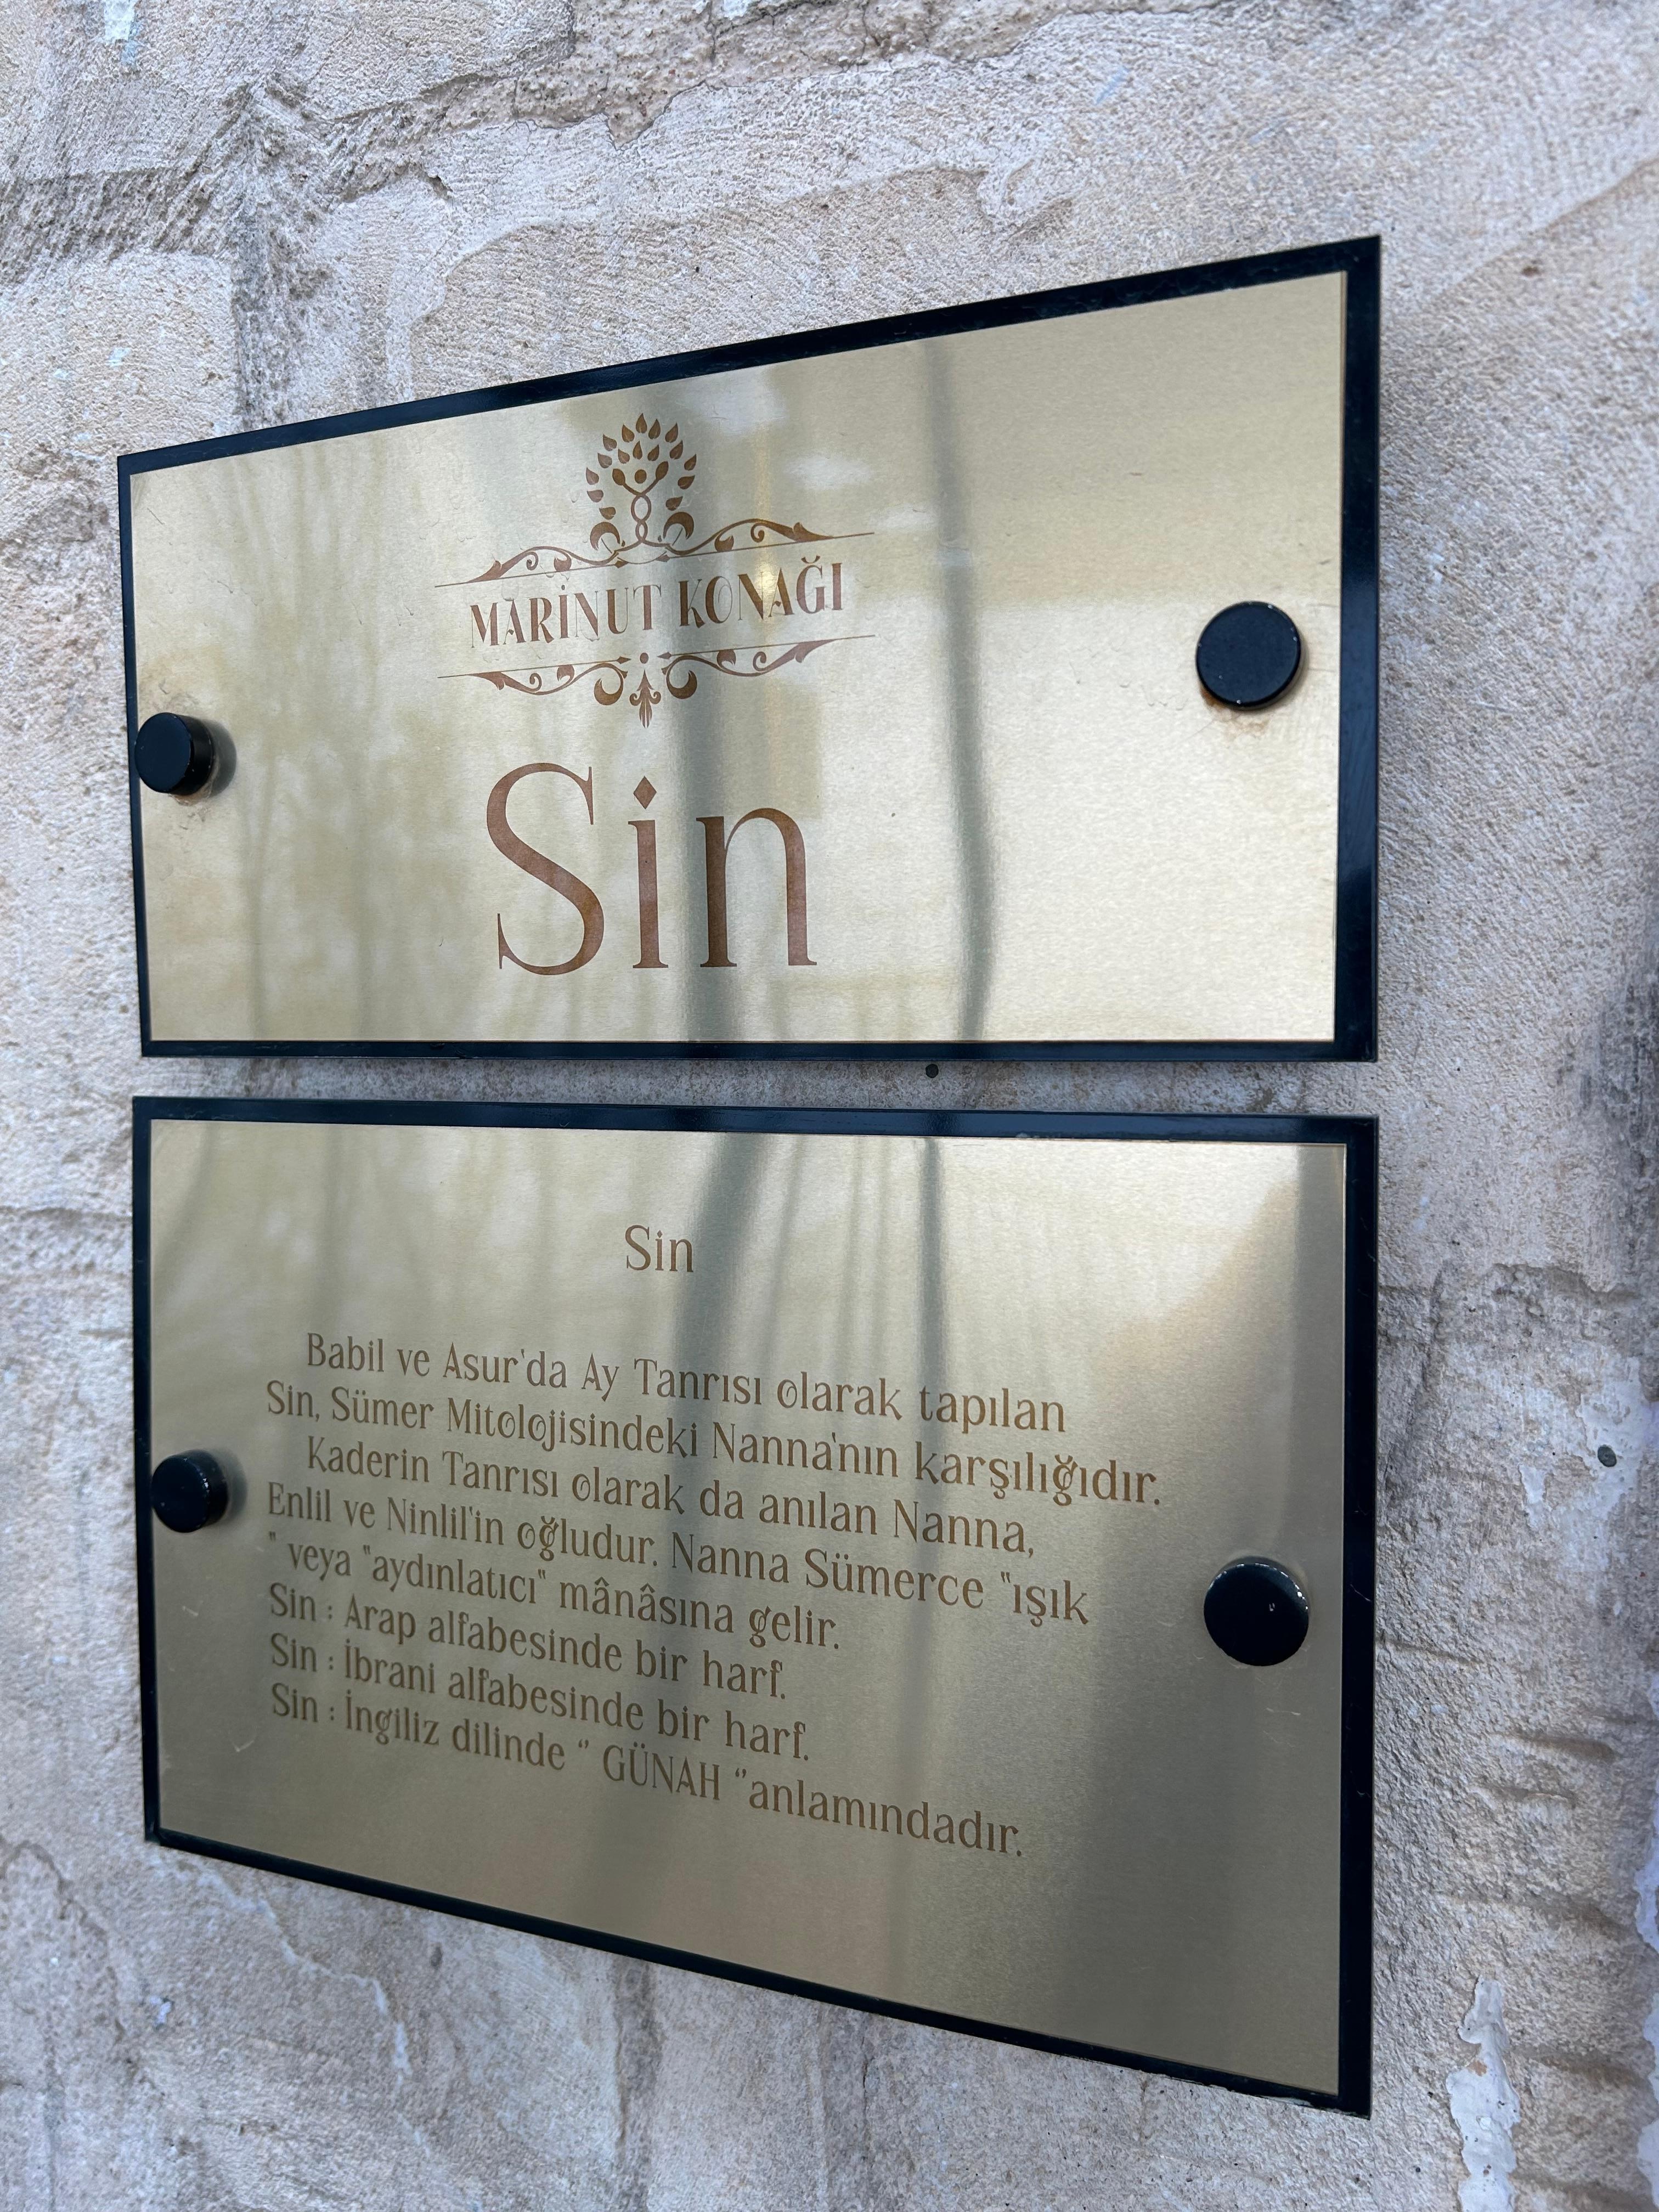 MARİNUT KONAĞI
Sin
Sin
Babil ve Asur'da Ay Tanrısı olarak tapılan
Sin, Sümer Mitolojisindeki Nanna'nın karşılığıdır.
Kaderin Tanrısı olarak da anılan Nanna,
Enlil ve Ninlil'in oğludur. Nanna Sümerce "ışık
" veya "aydınlatıcı" mânâsına gelir.
Sin : Arap alfabesinde bir harf.
Sin : İbrani alfabesinde bir harf.
Sin : İngiliz dilinde " GÜNAH "anlamındadır.